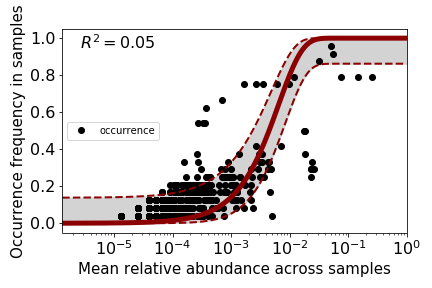 R² = 0.05
1.0
0.8
0.6
0.4
0.2
0.0
occurrence
Occurrence frequency in samples
10⁻⁵ 10⁻⁴ 10⁻³ 10⁻² 10⁻¹ 10⁰
Mean relative abundance across samples